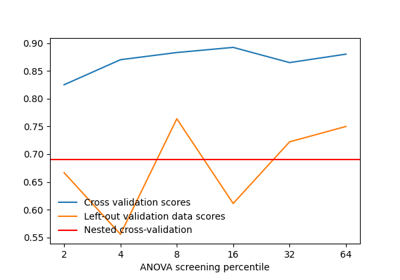 0.90
0.85
0.80
0.75
0.70
0.65
0.60
0.55
Cross validation scores
Left-out validation data scores
Nested cross-validation
2 4 8 16 32 64
ANOVA screening percentile